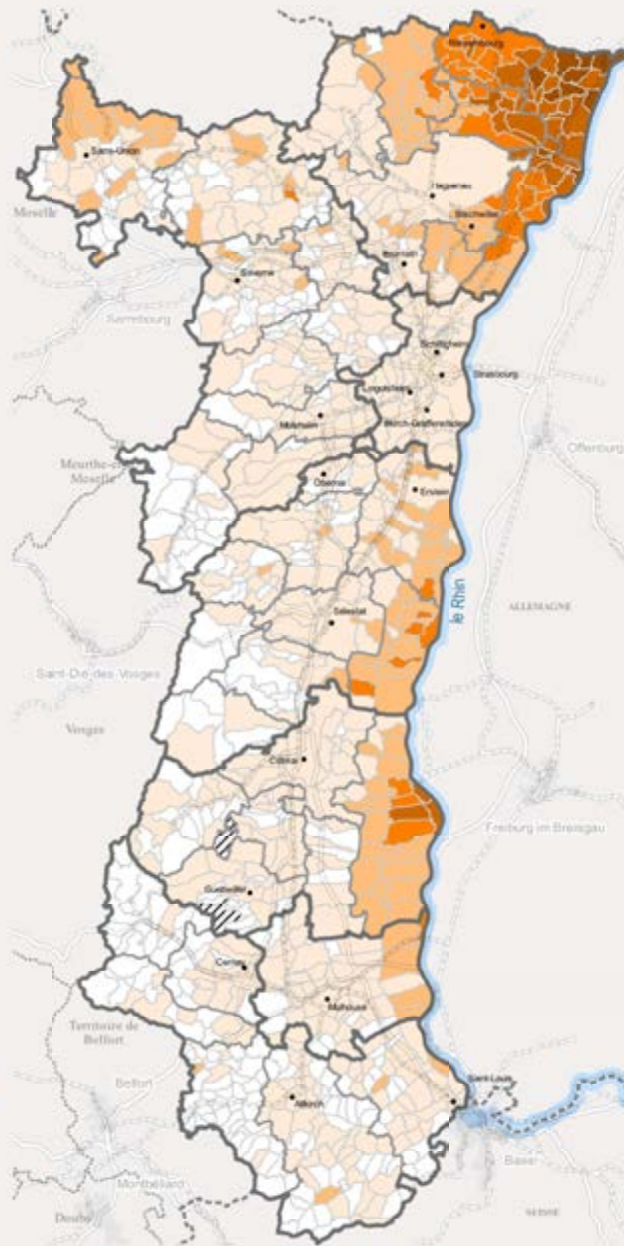 Wissembourg
Sarre-Union
Haguenau
Bischwiller
Moselle
Brumath
Saverne
Sarrebourg
Schiltigheim
Strasbourg
Lingolsheim
Molsheim
Illkirch-Graffenstaden
Offenburg
Meurthe-et-
Moselle
Obernai
Erstein
le Rhin
ALLEMAGNE
Sélestat
Saint-Dié-des-Vosges
Vosges
Colmar
Freiburg im Breisgau
Guebwiller
Cernay
Mulhouse
Territoire de
Belfort
Saint-Louis
Belfort
Altkirch
Basel
Montbéliard
Doubs
SUISSE